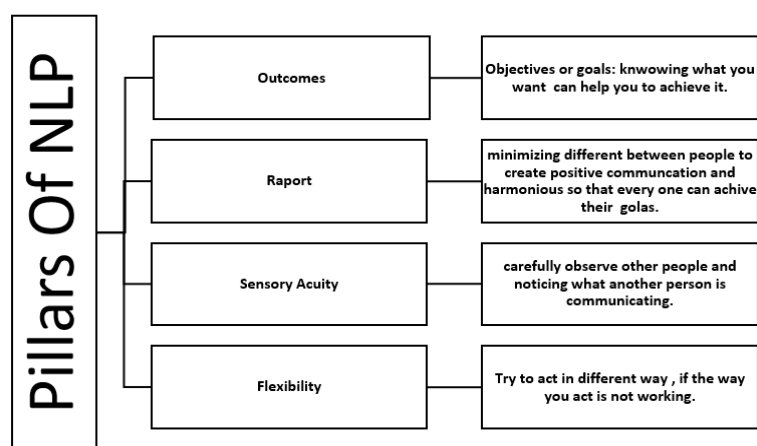 Pillars Of NLP
Outcomes
Objectives or goals: knwowing what you
want can help you to achieve it.
Raport
minimizing different between people to
create positive communcation and
harmonious so that every one can achive
their golas.
Sensory Acuity
carefully observe other people and
noticing what another person is
communicating.
Flexibility
Try to act in different way , if the way
you act is not working.